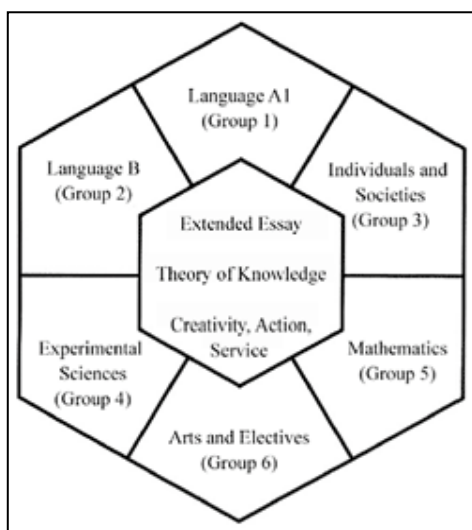 Language A1
(Group 1)
Language B
(Group 2)
Individuals and
Societies
(Group 3)
Extended Essay
Theory of Knowledge
Creativity, Action,
Service
Experimental
Sciences
(Group 4)
Mathematics
(Group 5)
Arts and Electives
(Group 6)